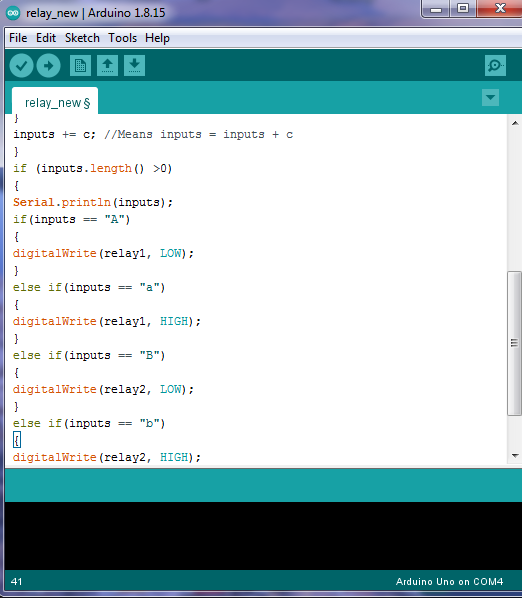 relay_new | Arduino 1.8.15
File Edit Sketch Tools Help
relay_new §
}
inputs += c; //Means inputs = inputs + c
}
if (inputs.length() >0)
{
Serial.println(inputs);
if(inputs == "A")
{
digitalWrite(relay1, LOW);
}
else if(inputs == "a")
{
digitalWrite(relay1, HIGH);
}
else if(inputs == "B")
{
digitalWrite(relay2, LOW);
}
else if(inputs == "b")
{
digitalWrite(relay2, HIGH);
41 Arduino Uno on COM4